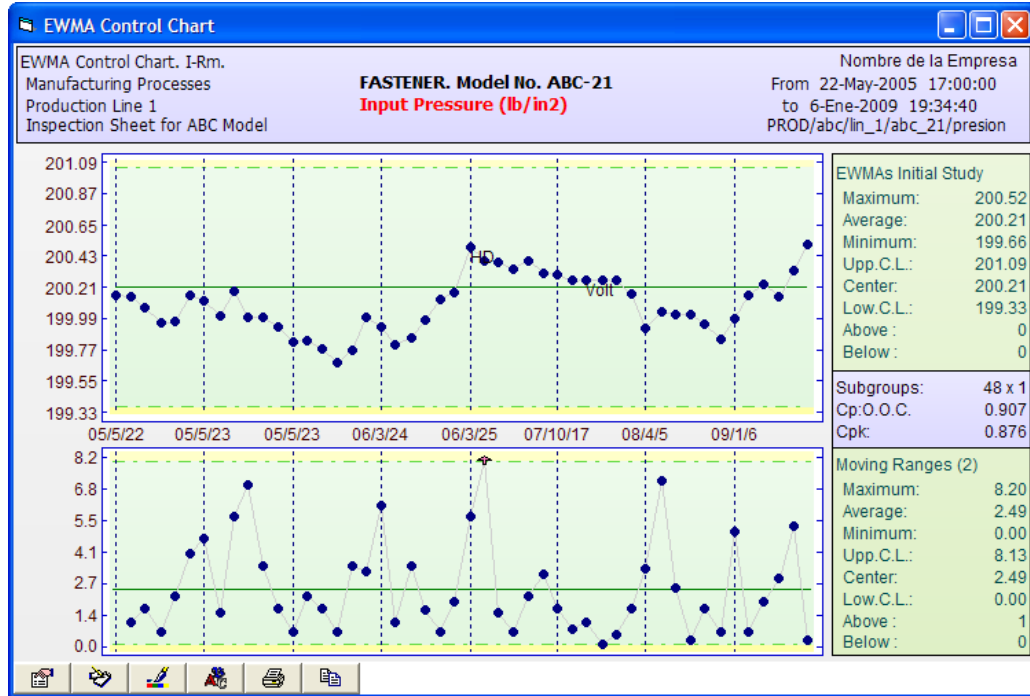 EWMA Control Chart
EWMA Control Chart. I-Rm.
Manufacturing Processes
Production Line 1
Inspection Sheet for ABC Model
FASTENER. Model No. ABC-21
Input Pressure (lb/in2)
Nombre de la Empresa
From 22-May-2005 17:00:00
to 6-Ene-2009 19:34:40
PROD/abc/lin_1/abc_21/presion
201.09
200.87
200.65
200.43
200.21
199.99
199.77
199.55
199.33
HD
Volt
05/5/22 05/5/23 05/5/23 06/3/24 06/3/25 07/10/17 08/4/5 09/1/6
8.2
6.8
5.5
4.1
2.7
1.4
0.0
EWMAs Initial Study
Maximum: 200.52
Average: 200.21
Minimum: 199.66
Upp.C.L.: 201.09
Center: 200.21
Low.C.L.: 199.33
Above : 0
Below : 0
Subgroups: 48 x 1
Cp:O.O.C. 0.907
Cpk: 0.876
Moving Ranges (2)
Maximum: 8.20
Average: 2.49
Minimum: 0.00
Upp.C.L.: 8.13
Center: 2.49
Low.C.L.: 0.00
Above : 1
Below : 0